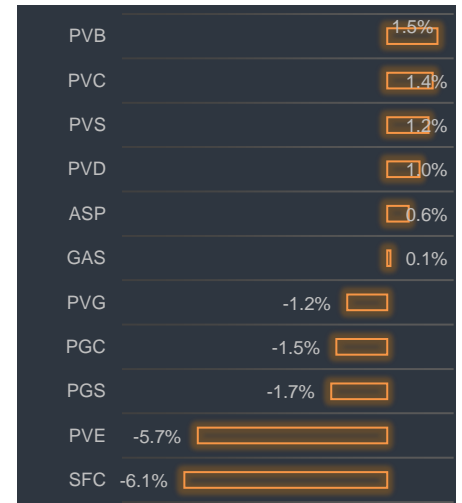 PVB 1.5%
PVC 1.4%
PVS 1.2%
PVD 1.0%
ASP 0.6%
GAS 0.1%
PVG -1.2%
PGC -1.5%
PGS -1.7%
PVE -5.7%
SFC -6.1%